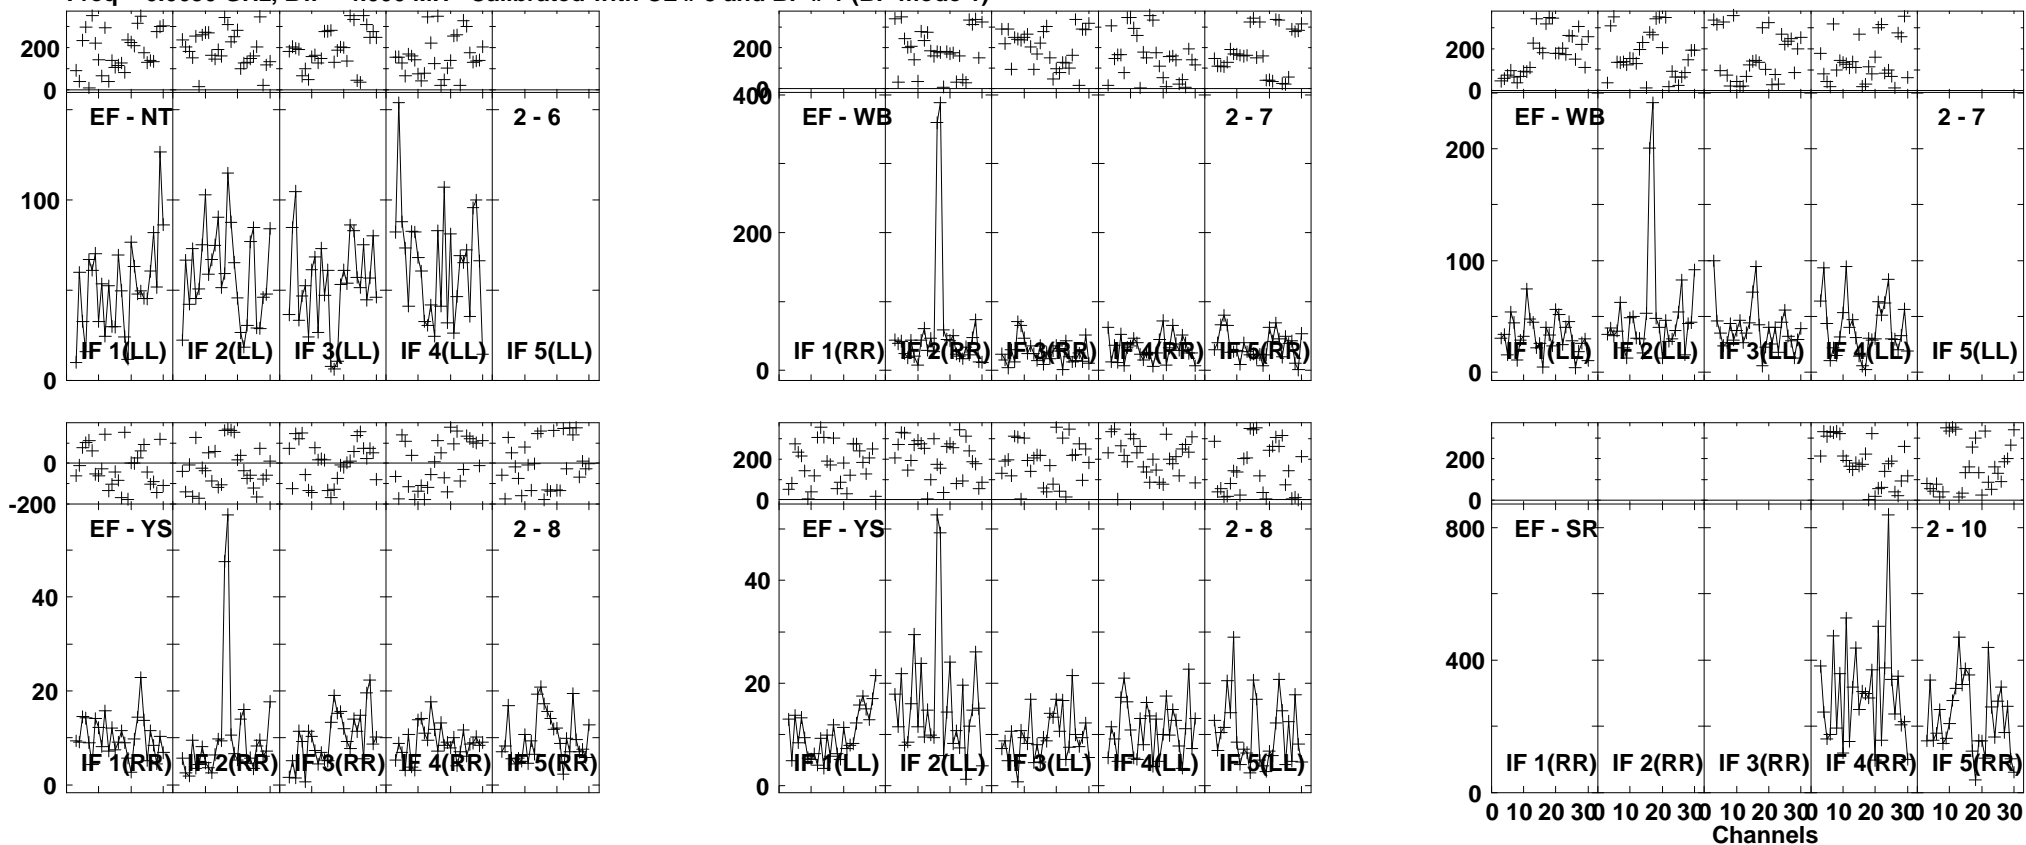 200
0
EF - NT
2 - 6
100
0
IF 1(LL) IF 2(LL) IF 3(LL) IF 4(LL) IF 5(LL)
200
0
400
EF - WB
2 - 7
200
0
IF 1(RR) IF 2(RR) IF 3(RR) IF 4(RR) IF 5(RR)
200
0
EF - WB
2 - 7
200
100
0
IF 1(LL) IF 2(LL) IF 3(LL) IF 4(LL) IF 5(LL)
0
-200
EF - YS
2 - 8
40
20
0
IF 1(RR) IF 2(RR) IF 3(RR) IF 4(RR) IF 5(RR)
200
0
EF - YS
2 - 8
40
20
0
IF 1(LL) IF 2(LL) IF 3(LL) IF 4(LL) IF 5(LL)
200
0
EF - SR
2 - 10
800
400
0
IF 1(RR) IF 2(RR) IF 3(RR) IF 4(RR) IF 5(RR)
0 10 20 30 0 10 20 30 0 10 20 30 0 10 20 30 0 10 20 30
Channels